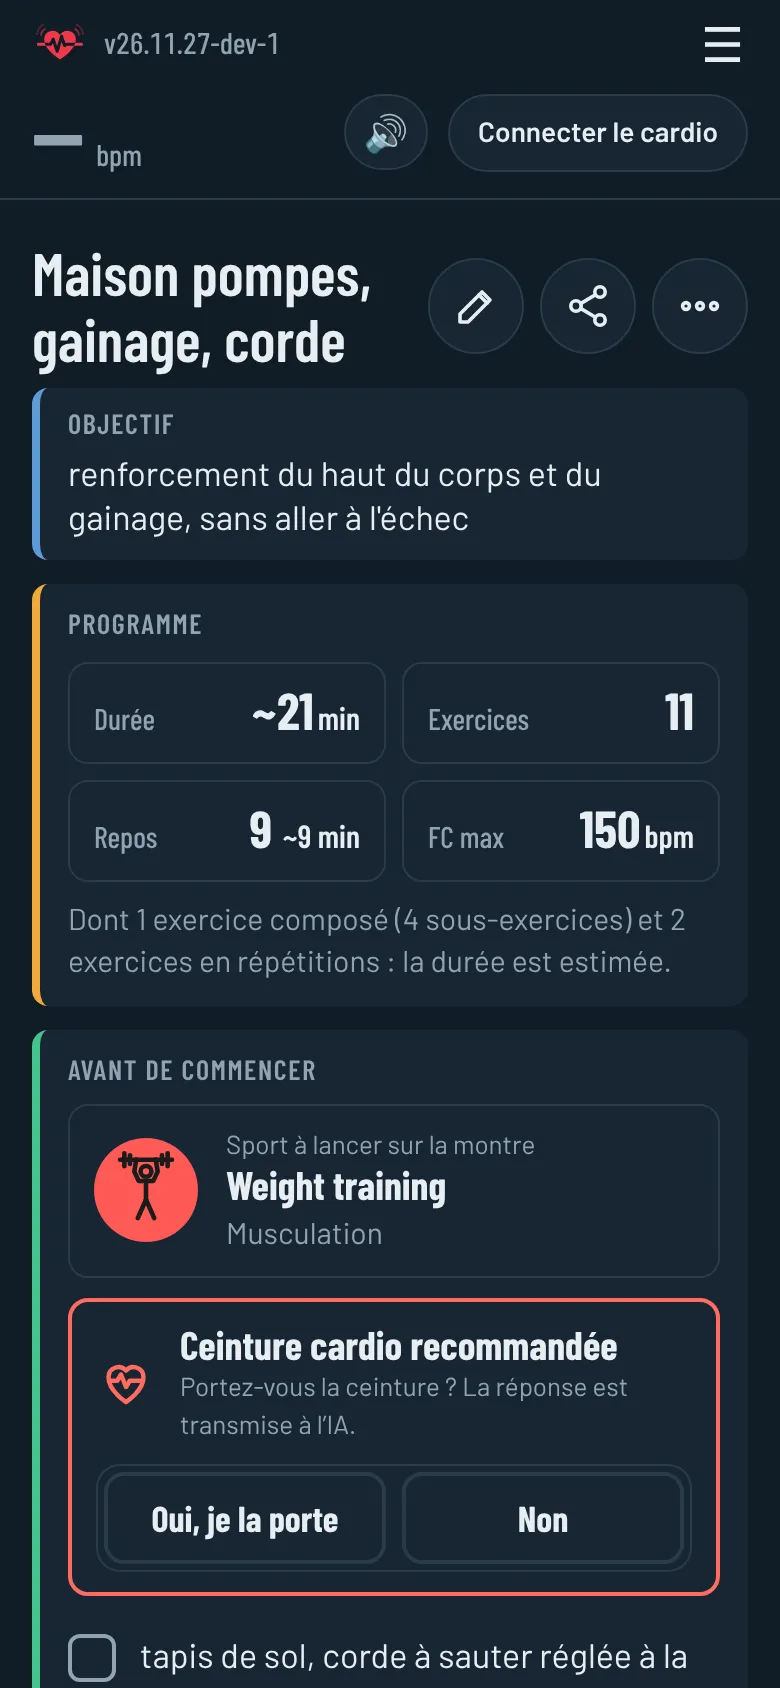 v26.11.27-dev-1
bpm
Connecter le cardio
Maison pompes,
gainage, corde
OBJECTIF
renforcement du haut du corps et du
gainage, sans aller à l'échec
PROGRAMME
Durée ~21 min
Exercices 11
Repos 9 ~9 min
FC max 150 bpm
Dont 1 exercice composé (4 sous-exercices) et 2
exercices en répétitions : la durée est estimée.
AVANT DE COMMENCER
Sport à lancer sur la montre
Weight training
Musculation
Ceinture cardio recommandée
Portez-vous la ceinture ? La réponse est
transmise à l’IA.
Oui, je la porte
Non
tapis de sol, corde à sauter réglée à la